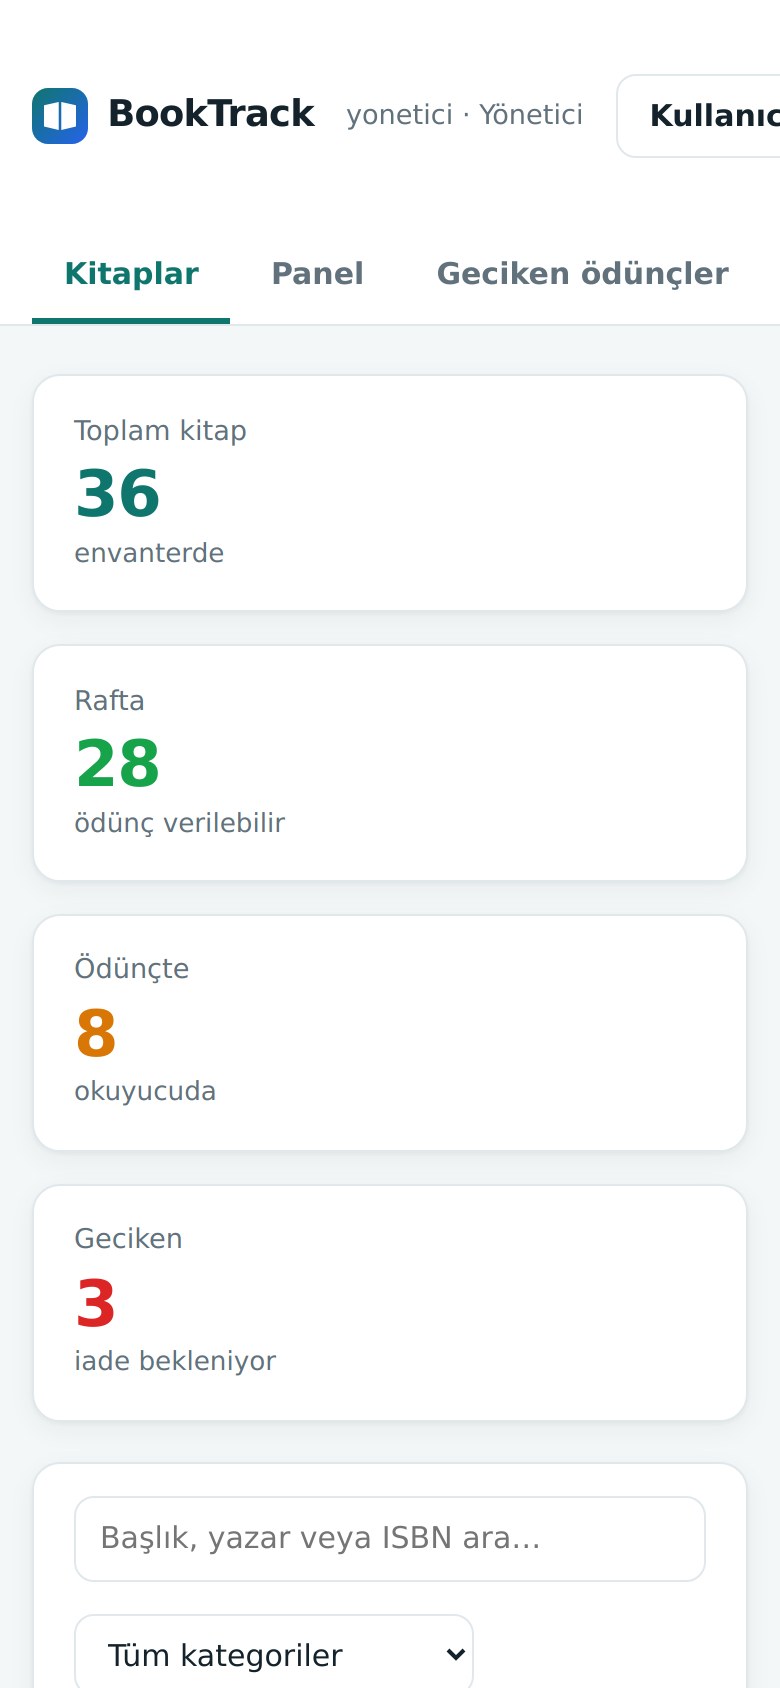 BookTrack yonetici · Yönetici
Kitaplar Panel Geciken ödünçler
Toplam kitap
36
envanterde
Rafta
28
ödünç verilebilir
Ödünçte
8
okuyucuda
Geciken
3
iade bekleniyor
Başlık, yazar veya ISBN ara...
Tüm kategoriler